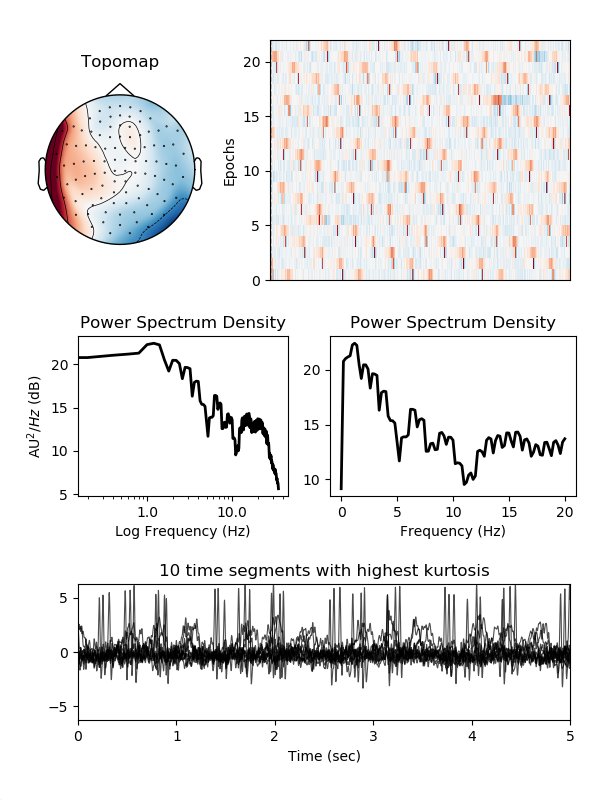 Topomap
Epochs
20
15
10
5
0
Power Spectrum Density
AU²/Hz (dB)
20
15
10
5
1.0 10.0
Log Frequency (Hz)
Power Spectrum Density
20
15
10
0 5 10 15 20
Frequency (Hz)
10 time segments with highest kurtosis
5
0
−5
0 1 2 3 4 5
Time (sec)